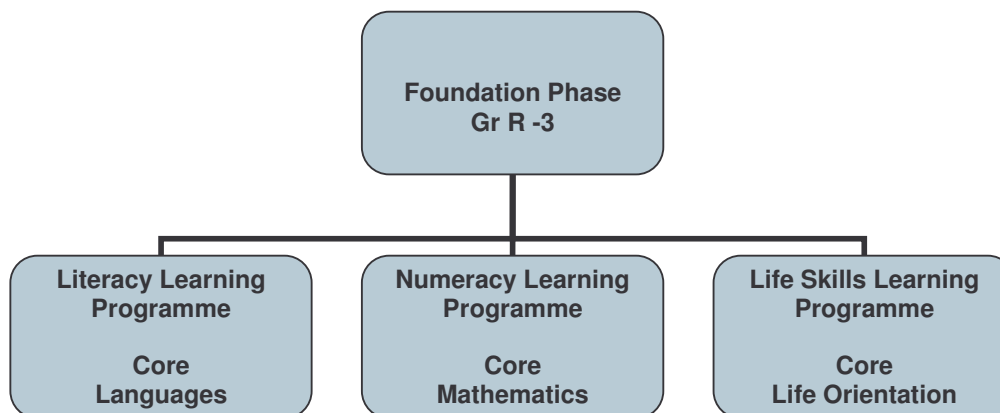 Foundation Phase
Gr R -3
Literacy Learning
Programme
Core
Languages
Numeracy Learning
Programme
Core
Mathematics
Life Skills Learning
Programme
Core
Life Orientation